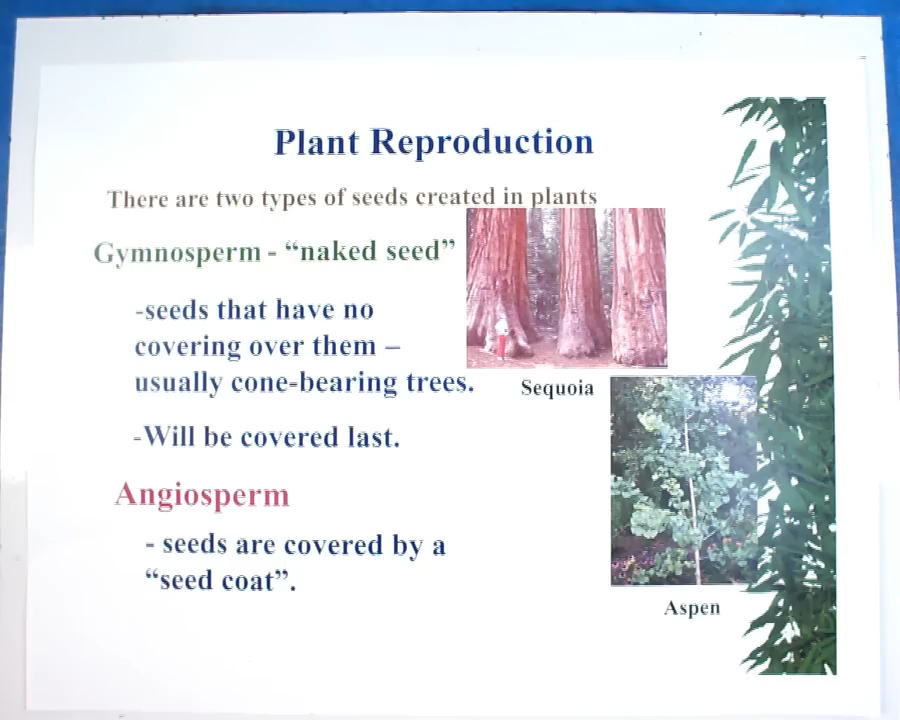 Plant Reproduction
There are two types of seeds created in plants
Gymnosperm - “naked seed”
-seeds that have no
covering over them –
usually cone-bearing trees.
Sequoia
-Will be covered last.
Angiosperm
- seeds are covered by a
“seed coat”.
Aspen